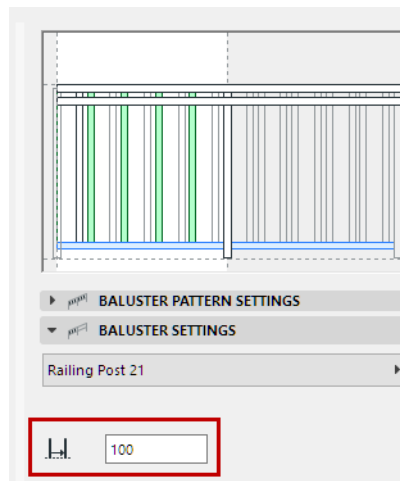 BALUSTER PATTERN SETTINGS
BALUSTER SETTINGS
Railing Post 21
100